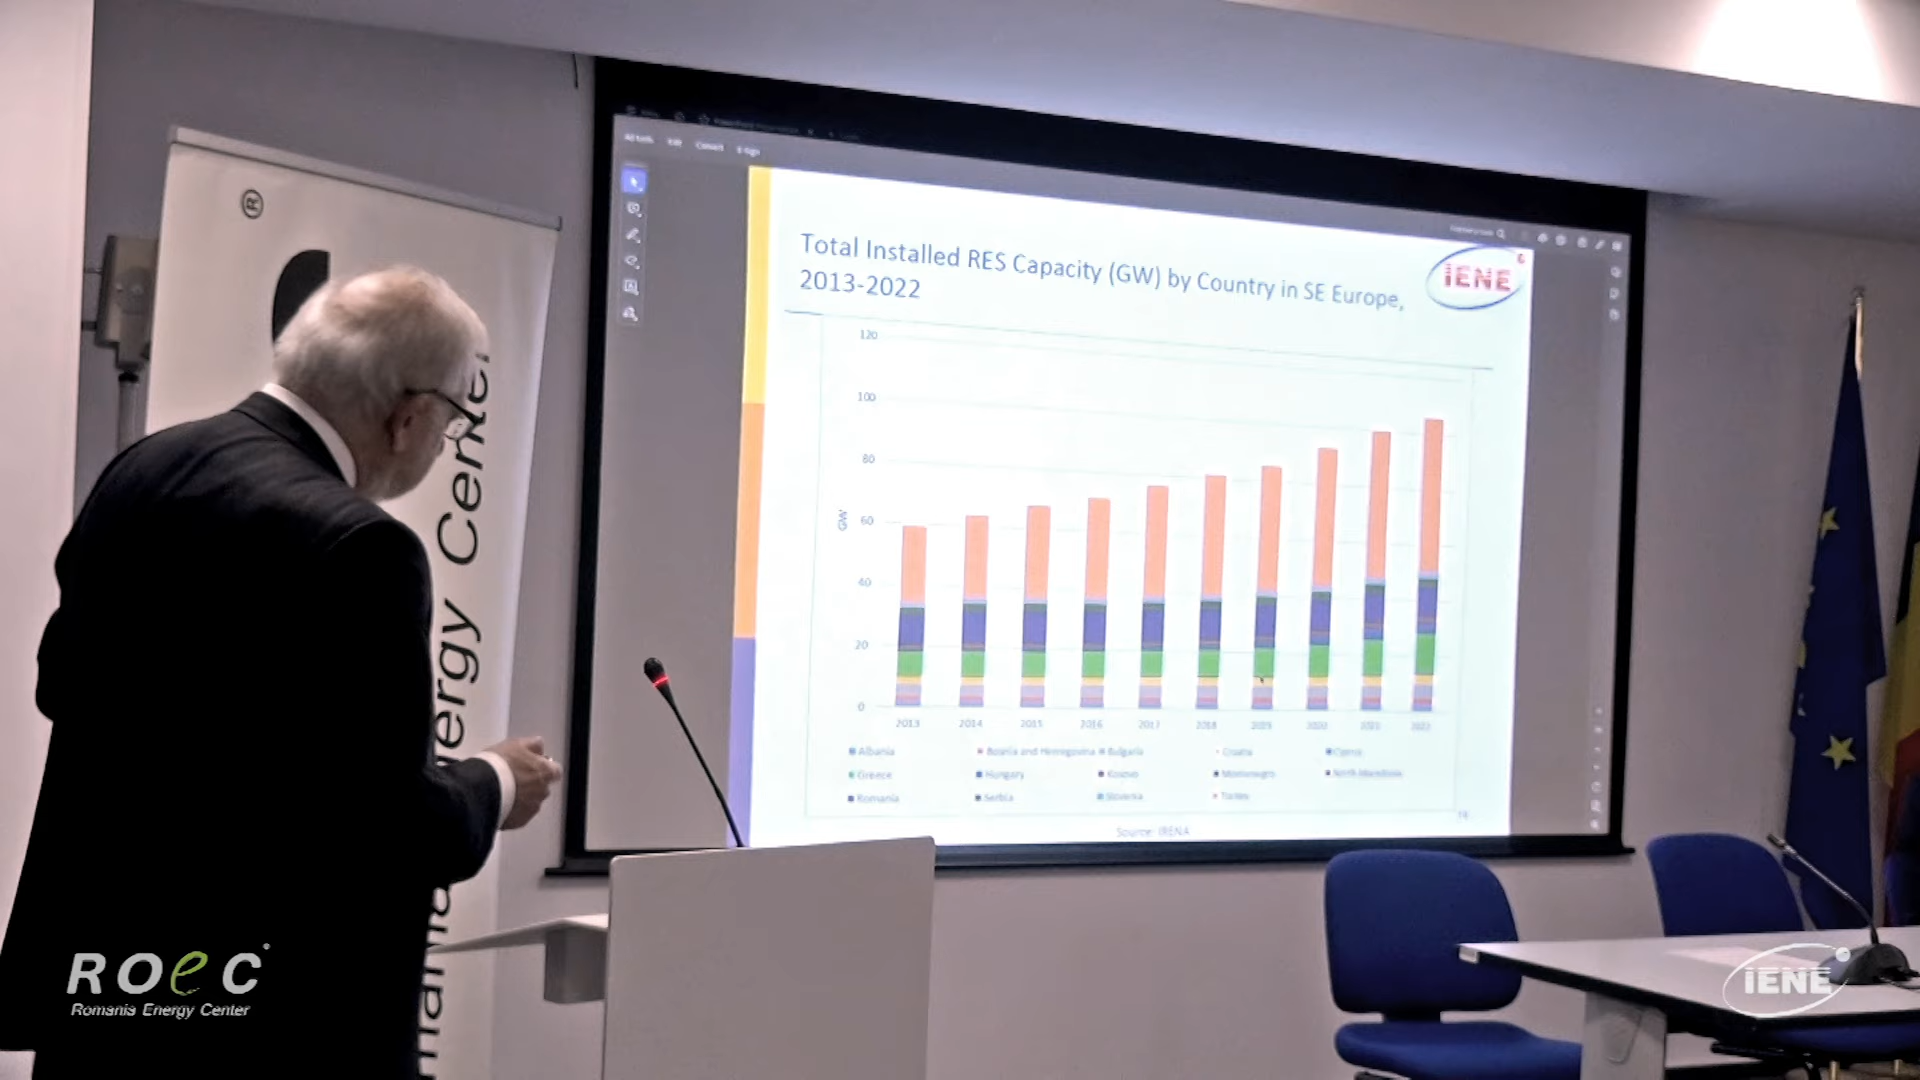 Total Installed RES Capacity (GW) by Country in SE Europe,
2013-2022
IENE
120
100
80
60
40
20
0
GW
2013 2014 2015 2016 2017 2018 2019 2020 2021 2022
Albania Bosnia and Herzegovina Bulgaria Croatia Cyprus
Greece Hungary Kosovo Montenegro North Macedonia
Romania Serbia Slovenia Turkey
Source: IRENA
®
ergy Center
ROeC
Romania Energy Center
IENE